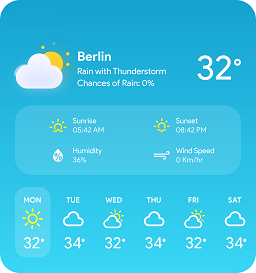 Berlin
Rain with Thunderstorm
Chances of Rain: 0%
32°
Sunrise
05:42 AM
Sunset
08:42 PM
Humidity
36%
Wind Speed
0 Km/hr
MON TUE WED THU FRI SAT
32° 34° 32° 34° 32° 34°